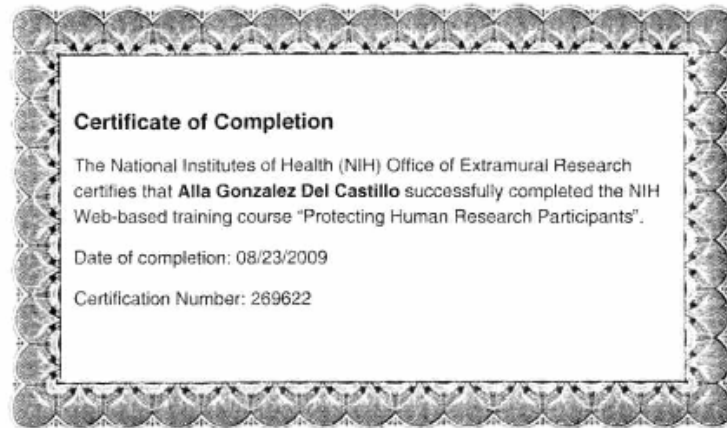 Certificate of Completion
The National Institutes of Health (NIH) Office of Extramural Research
certifies that Alla Gonzalez Del Castillo successfully completed the NIH
Web-based training course “Protecting Human Research Participants”.
Date of completion: 08/23/2009
Certification Number: 269622